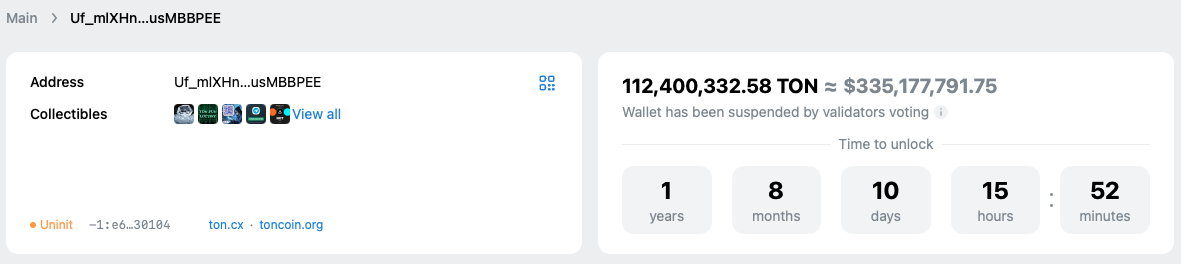 Main > Uf_mlXHn...usMBBPEE
Address Uf_mlXHn...usMBBPEE
Collectibles View all
Uninit −1:e6…30104 ton.cx · toncoin.org
112,400,332.58 TON ≈ $335,177,791.75
Wallet has been suspended by validators voting i
Time to unlock
1 8 10 15 : 52
years months days hours minutes